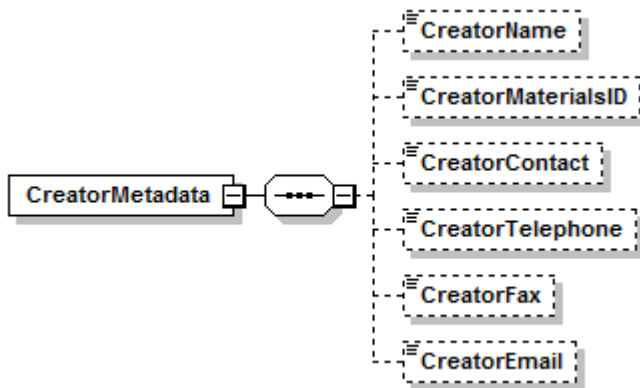 CreatorName
CreatorMaterialsID
CreatorContact
CreatorMetadata
CreatorTelephone
CreatorFax
CreatorEmail